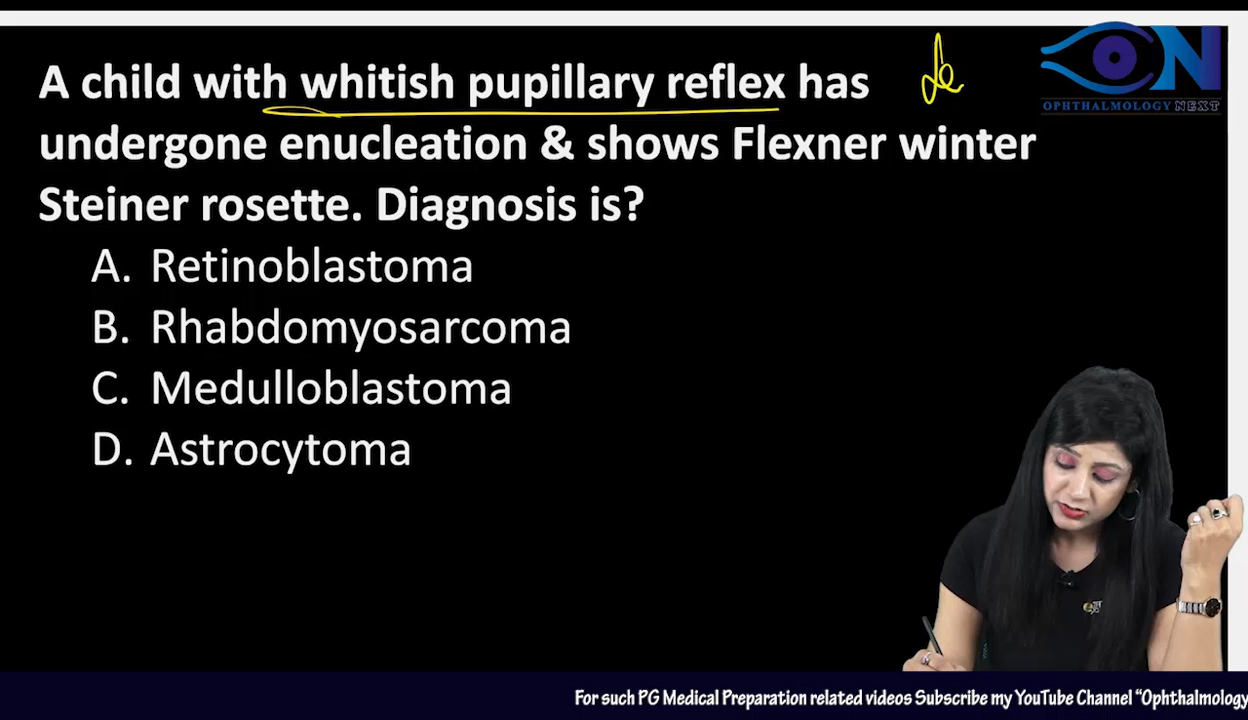 A child with whitish pupillary reflex has
undergone enucleation & shows Flexner winter
Steiner rosette. Diagnosis is?
A. Retinoblastoma
B. Rhabdomyosarcoma
C. Medulloblastoma
D. Astrocytoma
ON
OPHTHALMOLOGY NEXT
For such PG Medical Preparation related videos Subscribe my YouTube Channel “Ophthalmology